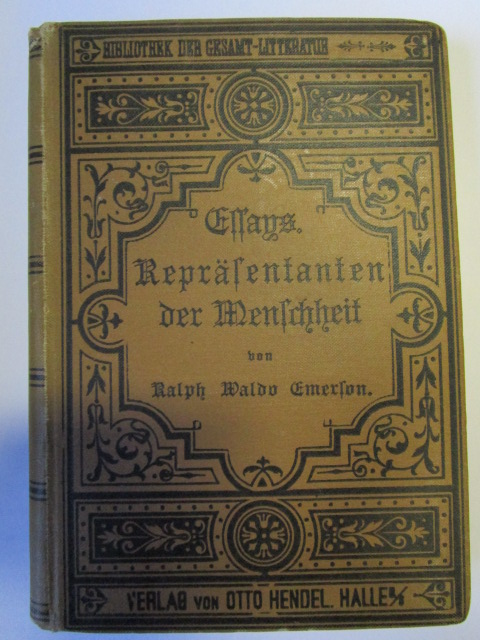 BIBLIOTHEK DER GESAMT-LITTERATUR
Eſſays.
Repräſentanten
der Menſchheit
von
Ralph Waldo Emerſon.
VERLAG VON OTTO HENDEL. HALLE a/S